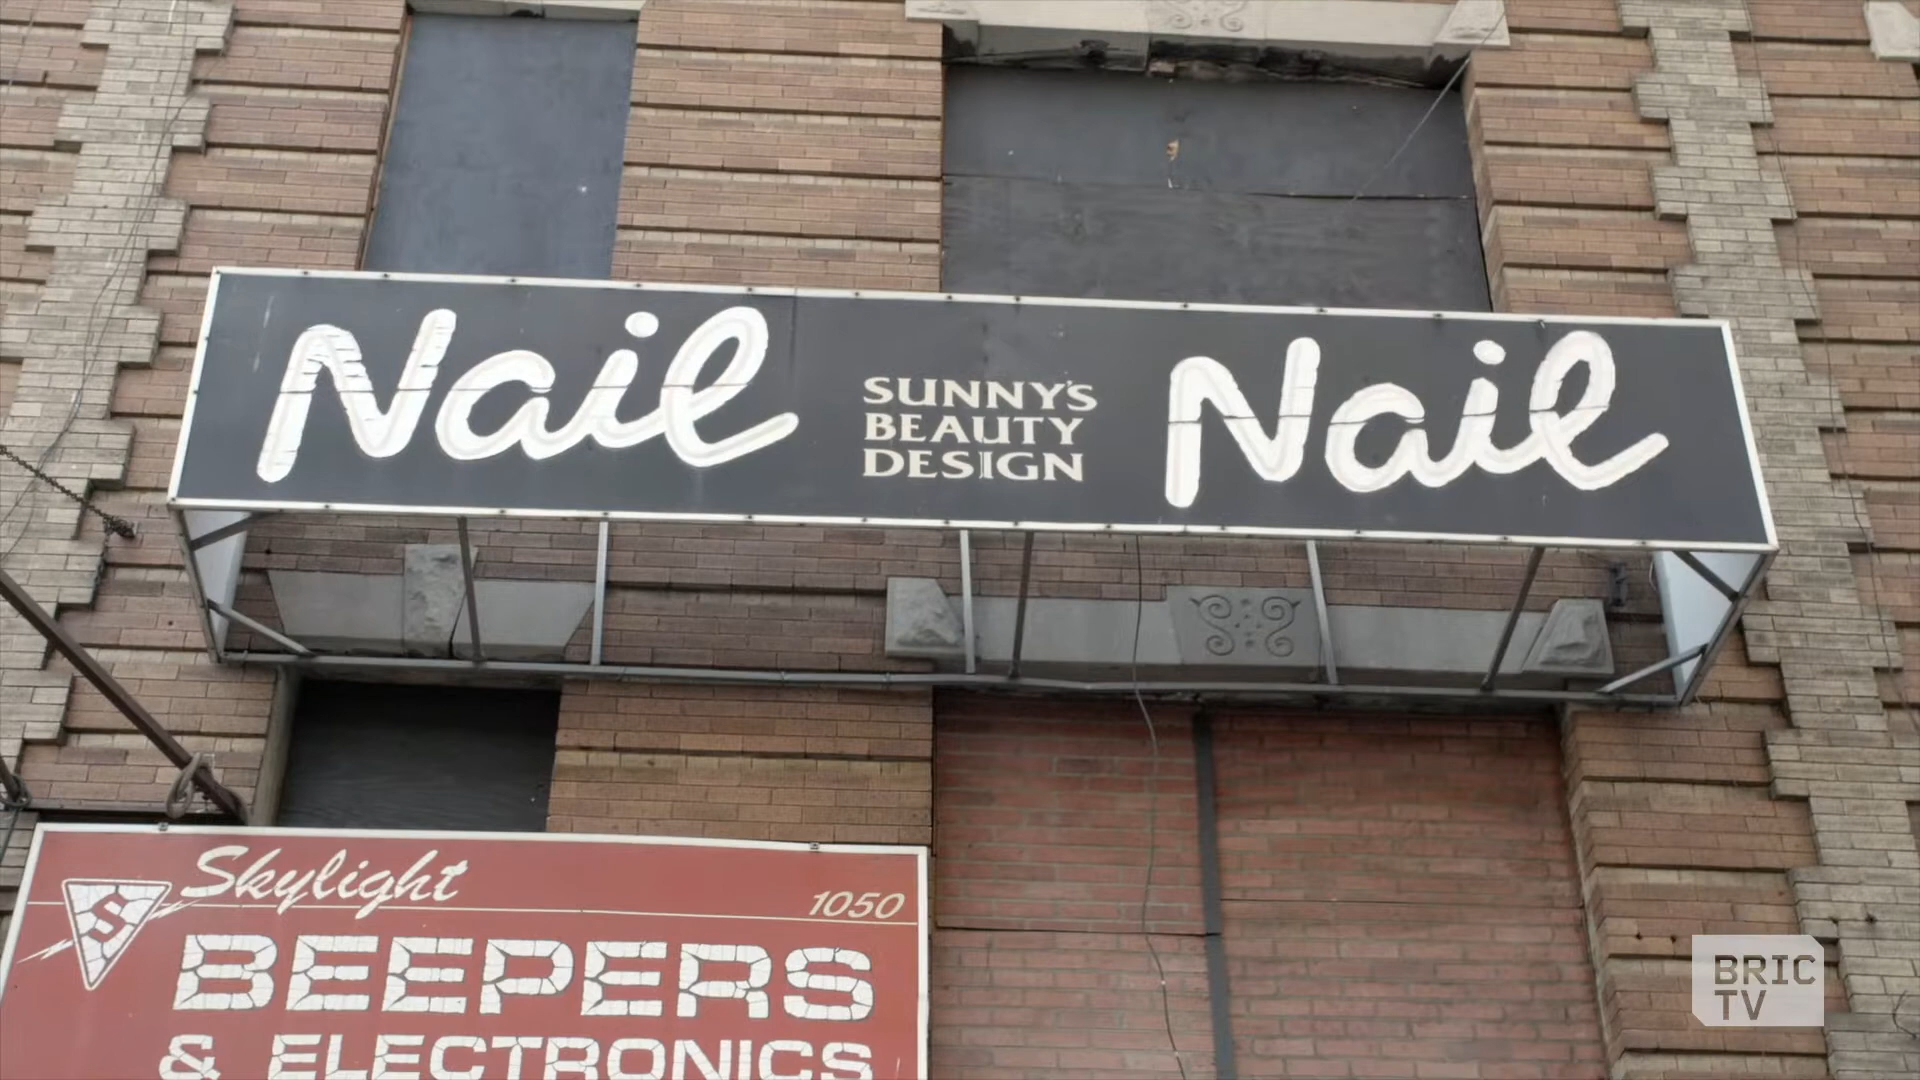 Nail
SUNNY'S
BEAUTY
DESIGN
Nail
S
Skylight
1050
BEEPERS
& ELECTRONICS
BRIC
TV